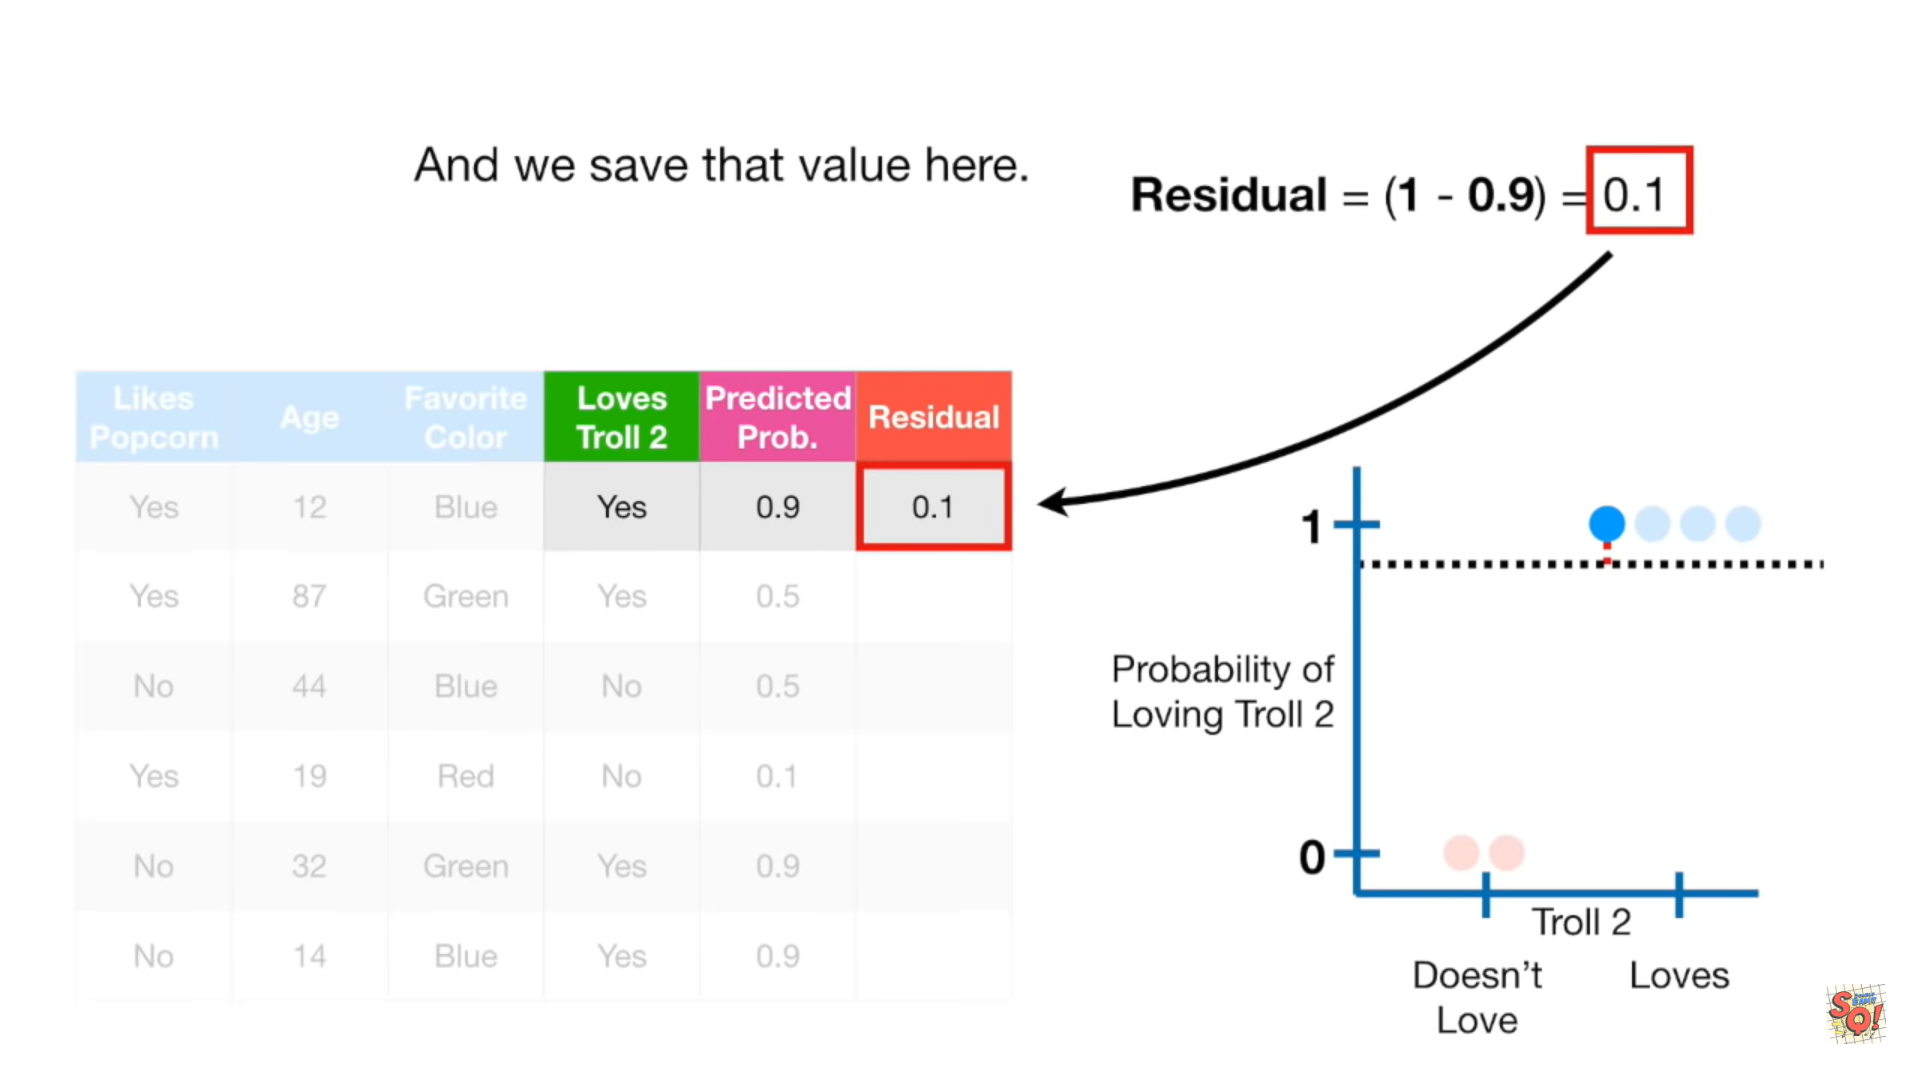 And we save that value here.
Residual = (1 - 0.9) = 0.1
Likes Popcorn Age Favorite Color Loves Troll 2 Predicted Prob. Residual
Yes 12 Blue Yes 0.9 0.1
Yes 87 Green Yes 0.5
No 44 Blue No 0.5
Yes 19 Red No 0.1
No 32 Green Yes 0.9
No 14 Blue Yes 0.9
1
Probability of
Loving Troll 2
0
Troll 2
Doesn't
Love
Loves
SQ!